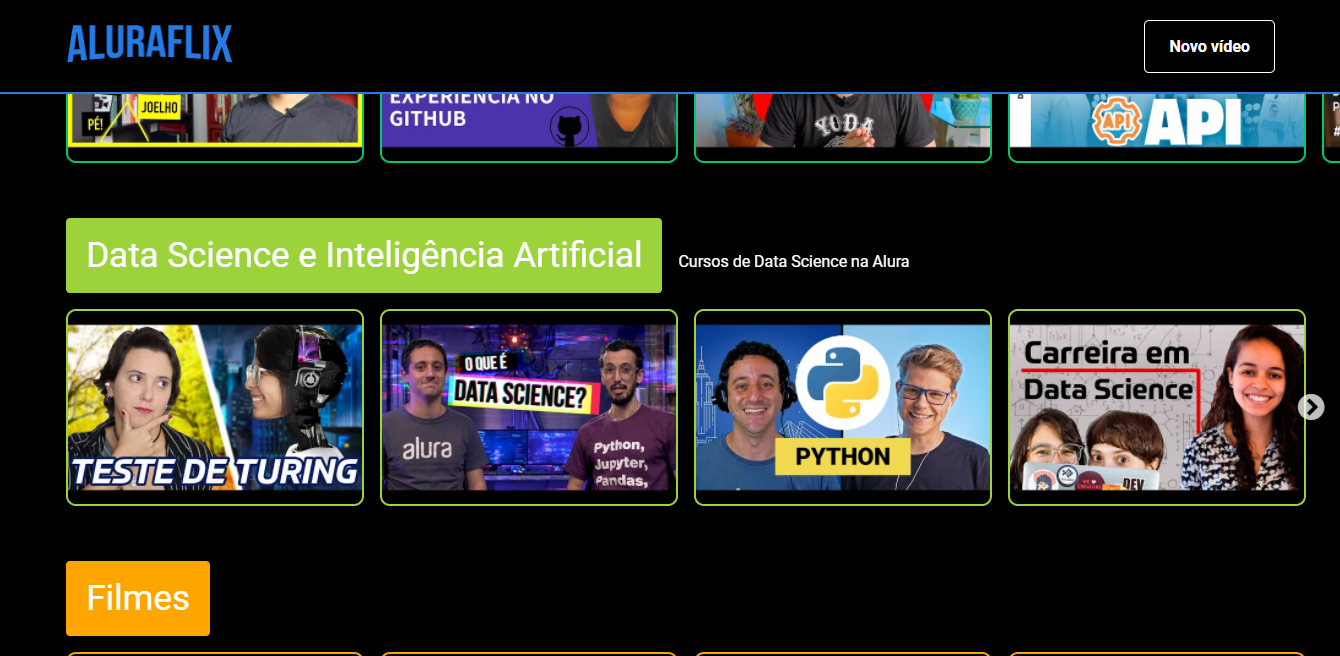 ALURAFLIX
Novo vídeo
JOELHO
PÉ!
EXPERIÊNCIA NO
GITHUB
YODA
API
API
Data Science e Inteligência Artificial
Cursos de Data Science na Alura
TESTE DE TURING
O QUE É
DATA SCIENCE?
alura
Python,
Jupyter,
Pandas,
PYTHON
Carreira em
Data Science
DEV
Filmes